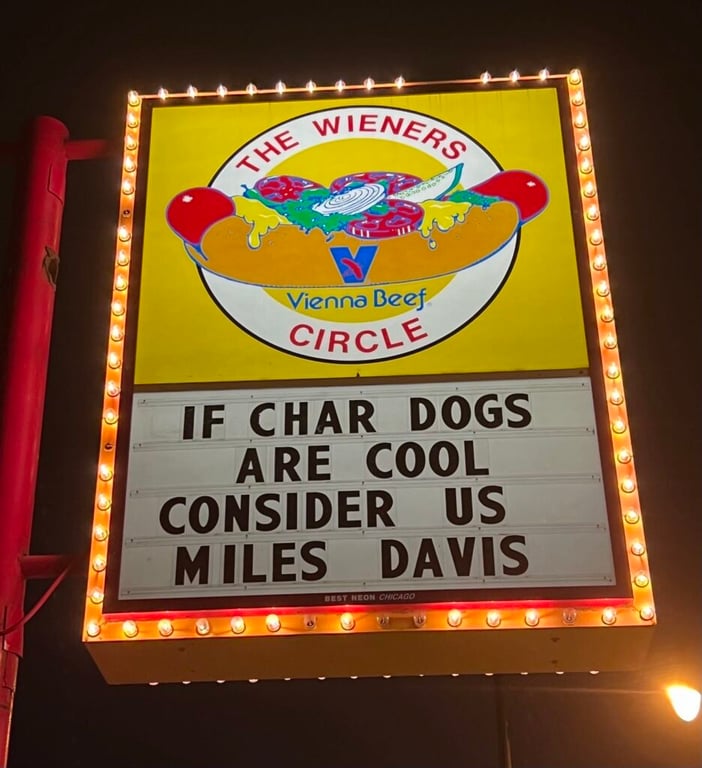 THE WIENERS
V
Vienna Beef
CIRCLE
IF CHAR DOGS
ARE COOL
CONSIDER US
MILES DAVIS
BEST NEON CHICAGO